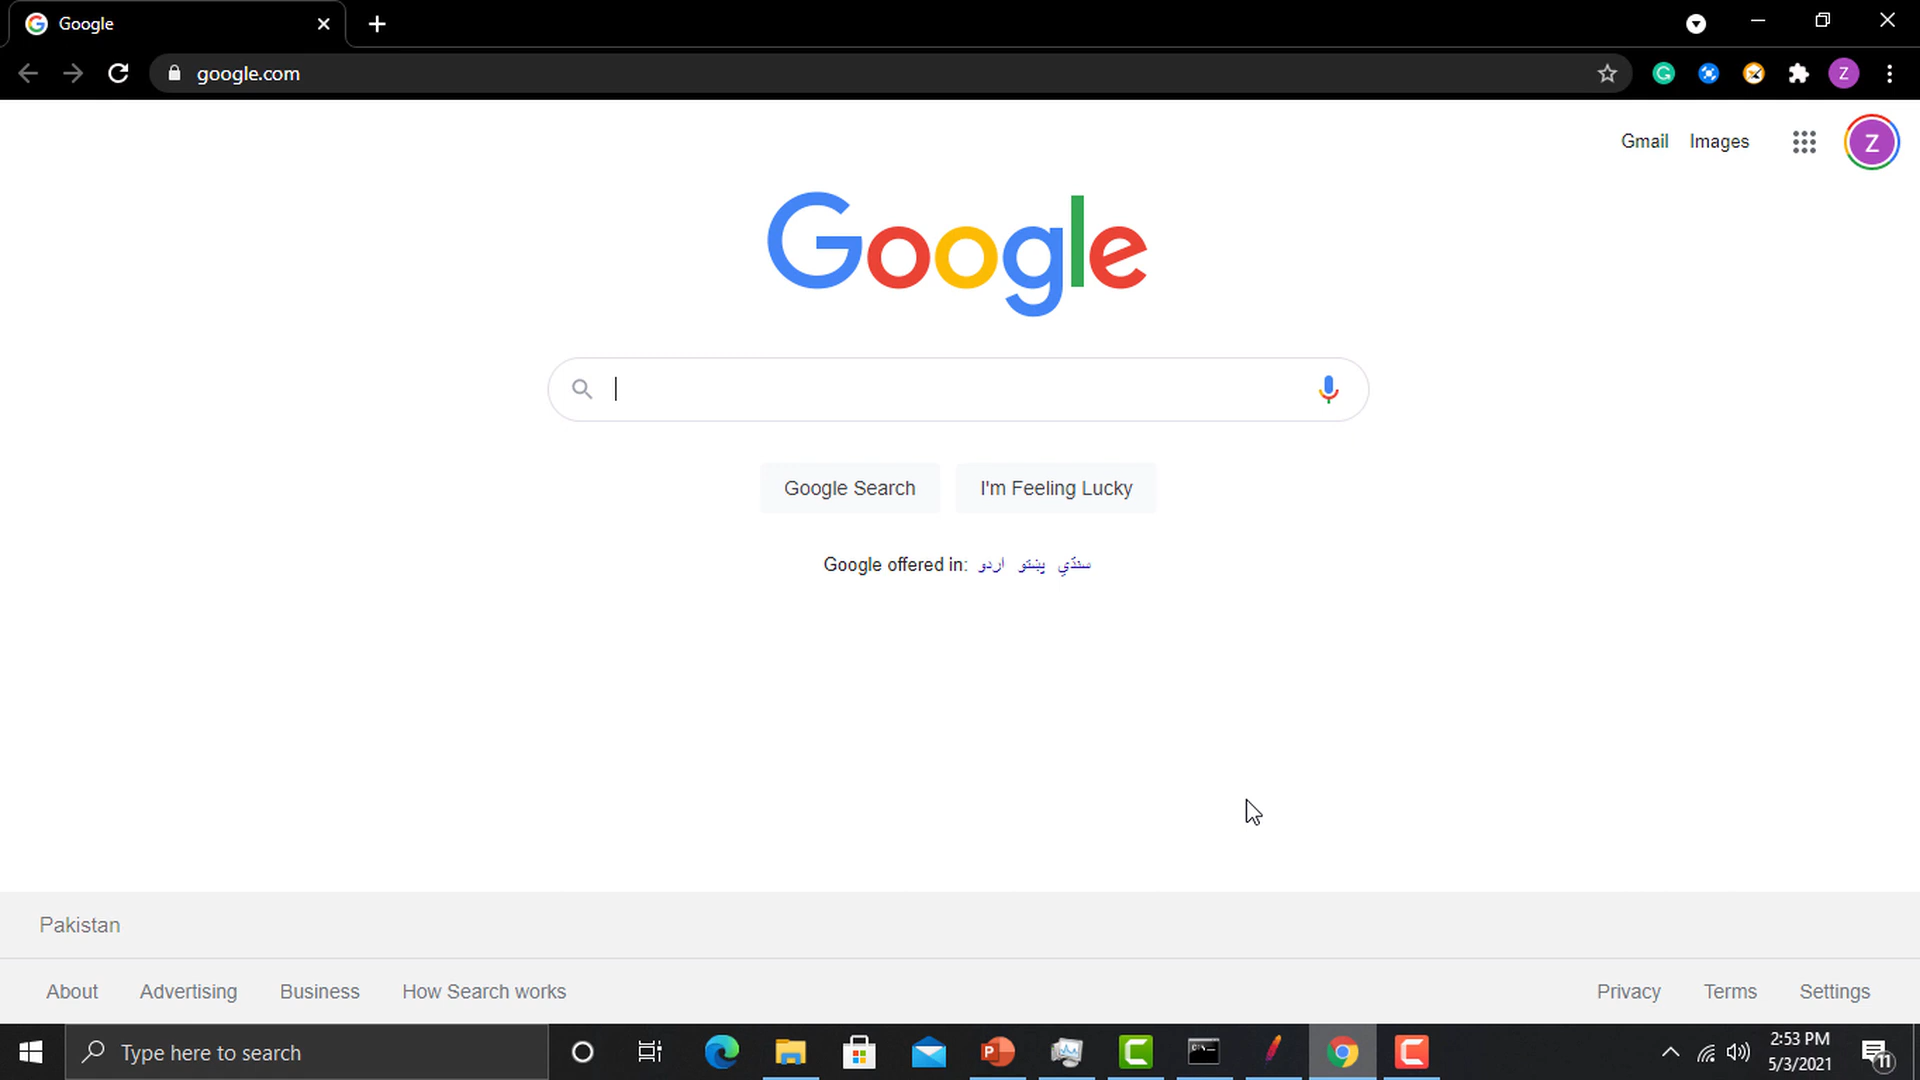 Google
google.com
Z
Gmail Images
Z
Google
Google Search I'm Feeling Lucky
Google offered in: اردو پښتو سنڌي
Pakistan
About Advertising Business How Search works
Privacy Terms Settings
Type here to search
2:53 PM
5/3/2021
11